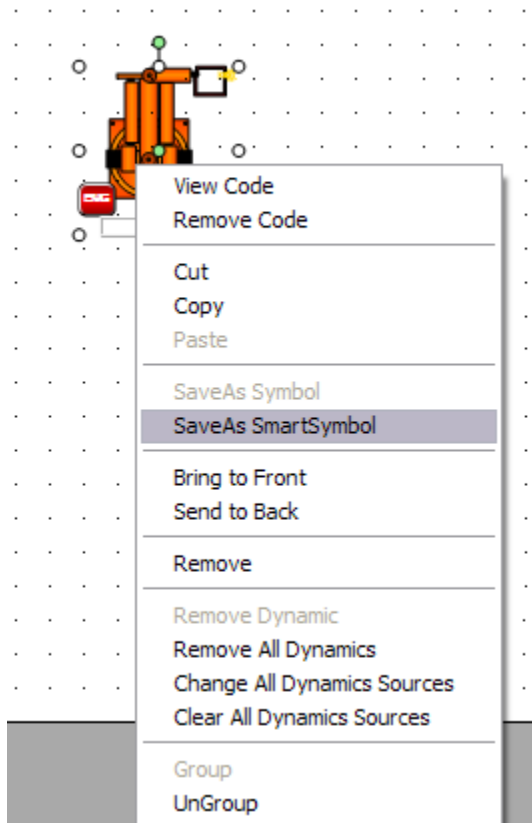 View Code
Remove Code
Cut
Copy
Paste
SaveAs Symbol
SaveAs SmartSymbol
Bring to Front
Send to Back
Remove
Remove Dynamic
Remove All Dynamics
Change All Dynamics Sources
Clear All Dynamics Sources
Group
UnGroup